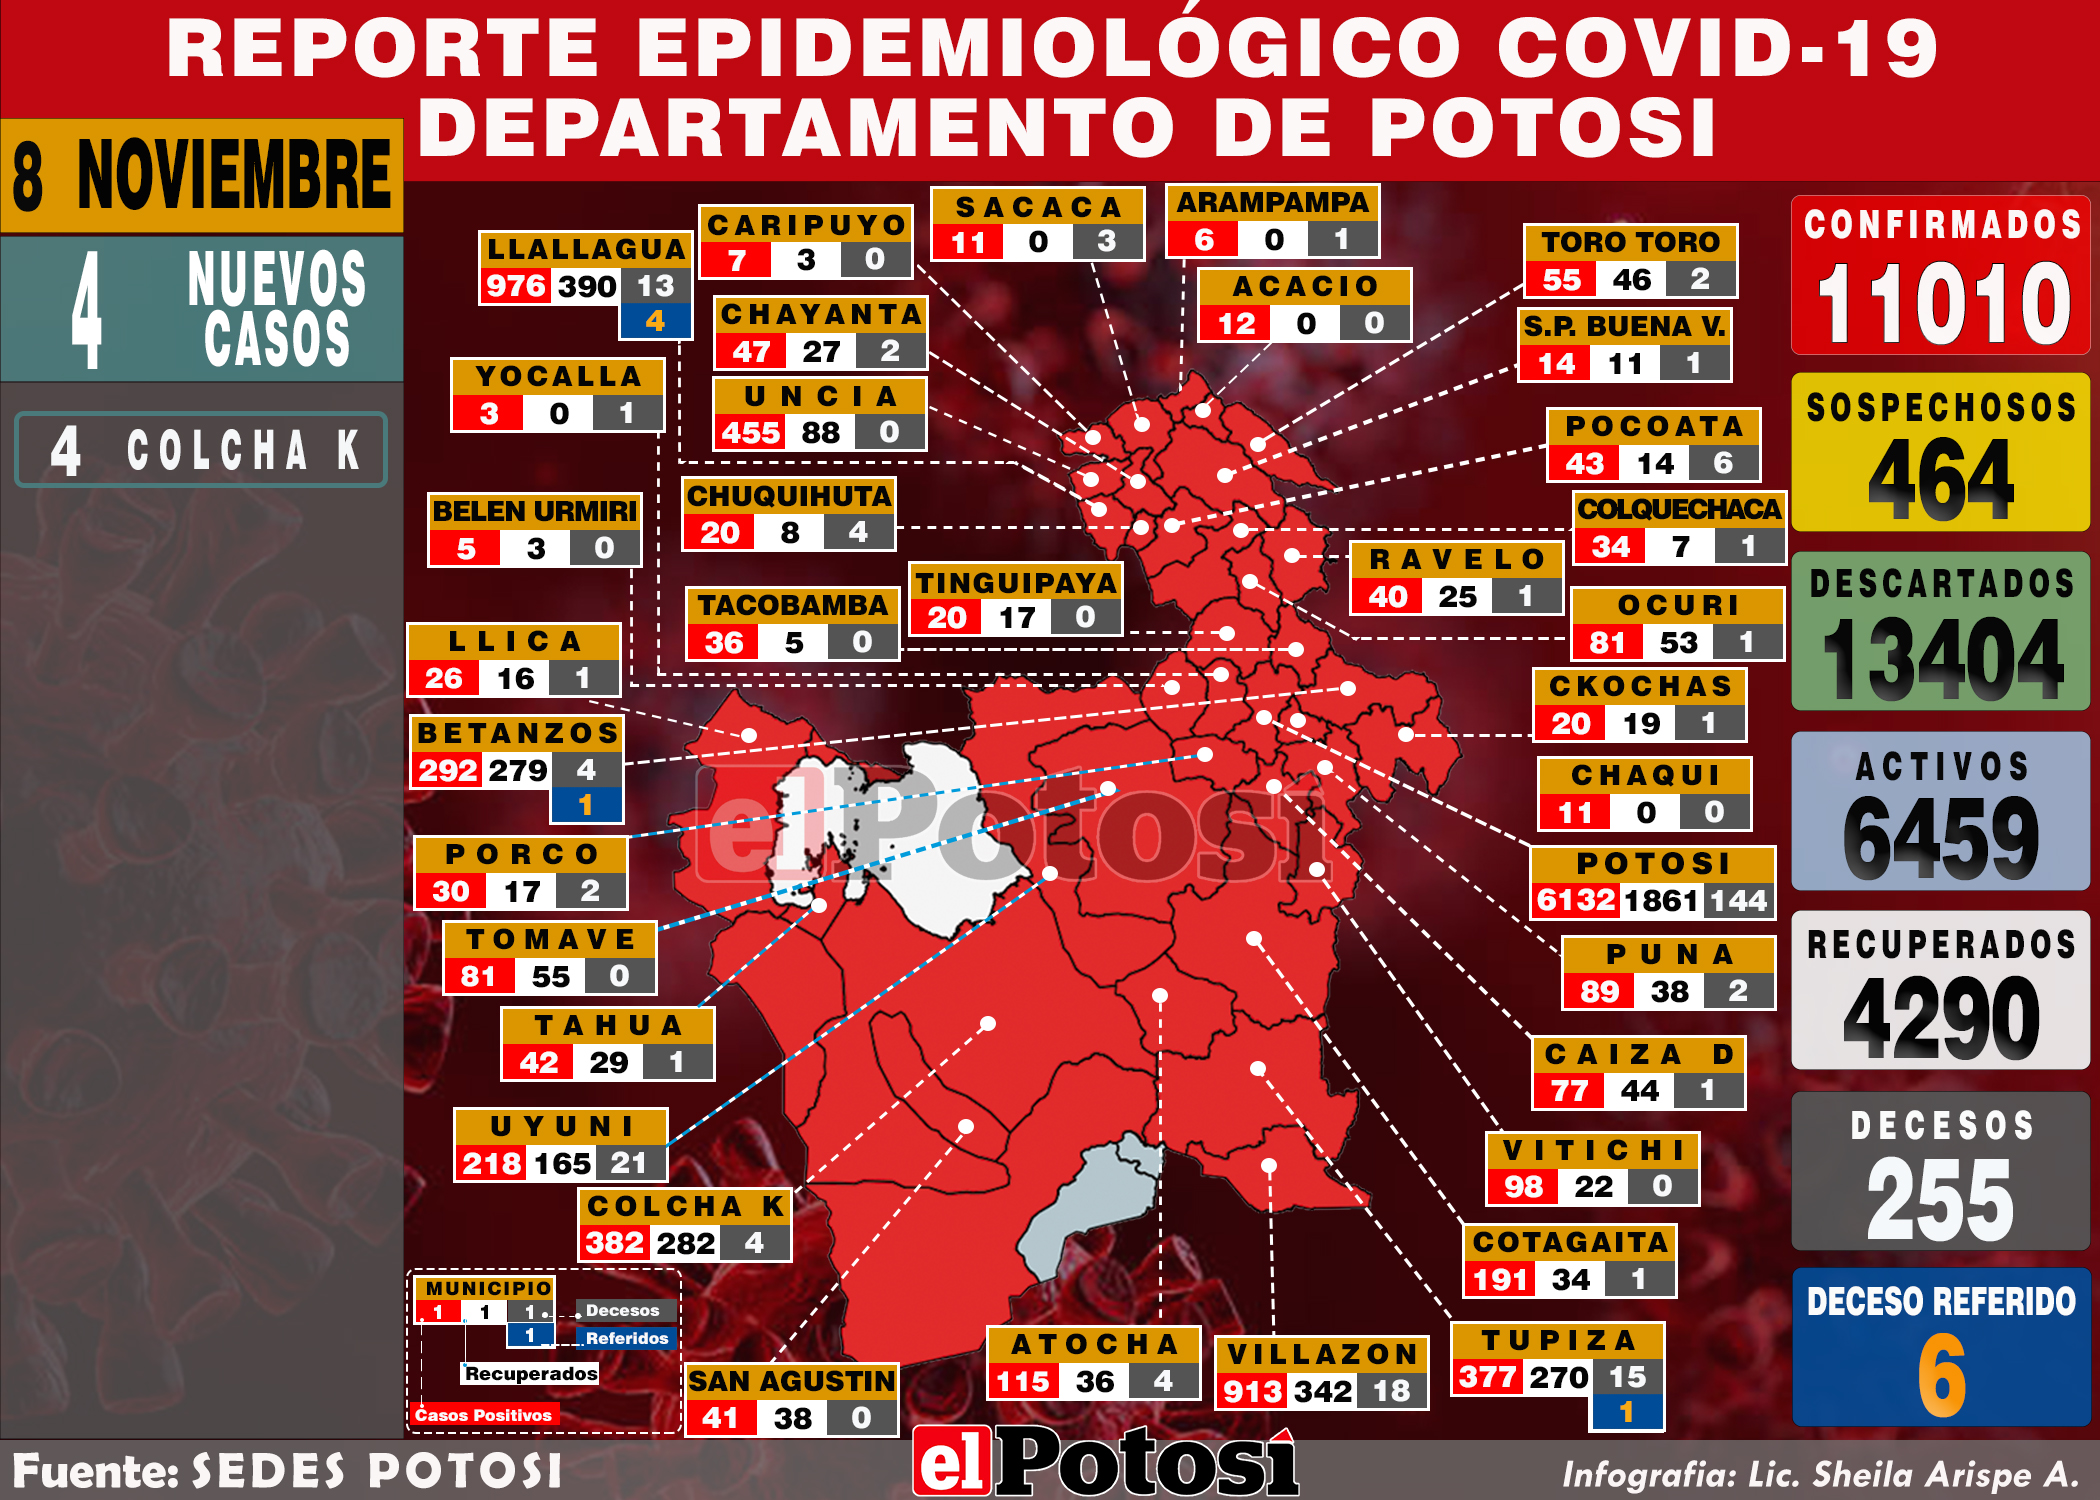 REPORTE EPIDEMIOLÓGICO COVID-19
DEPARTAMENTO DE POTOSI
8 NOVIEMBRE
4 NUEVOS
CASOS
4 COLCHA K
LLALLAGUA
976 390 13
4
CARIPUYO
7 3 0
SACACA
11 0 3
ARAMPAMPA
6 0 1
ACACIO
12 0 0
TORO TORO
55 46 2
S.P. BUENA V.
14 11 1
CHAYANTA
47 27 2
YOCALLA
3 0 1
UNCIA
455 88 0
POCOATA
43 14 6
BELEN URMIRI
5 3 0
CHUQUIHUTA
20 8 4
COLQUECHACA
34 7 1
RAVELO
40 25 1
TINGUIPAYA
20 17 0
TACOBAMBA
36 5 0
OCURI
81 53 1
LLICA
26 16 1
CKOCHAS
20 19 1
BETANZOS
292 279 4
1
CHAQUI
11 0 0
PORCO
30 17 2
POTOSI
6132 1861 144
TOMAVE
81 55 0
PUNA
89 38 2
TAHUA
42 29 1
CAIZA D
77 44 1
UYUNI
218 165 21
VITICHI
98 22 0
COLCHA K
382 282 4
COTAGAITA
191 34 1
SAN AGUSTIN
41 38 0
ATOCHA
115 36 4
VILLAZON
913 342 18
TUPIZA
377 270 15
1
el Potosí
MUNICIPIO
1 1 1 Decesos
1 Referidos
Recuperados
Casos Positivos
CONFIRMADOS
11010
SOSPECHOSOS
464
DESCARTADOS
13404
ACTIVOS
6459
RECUPERADOS
4290
DECESOS
255
DECESO REFERIDO
6
Fuente: SEDES POTOSI
el Potosí
Infografia: Lic. Sheila Arispe A.